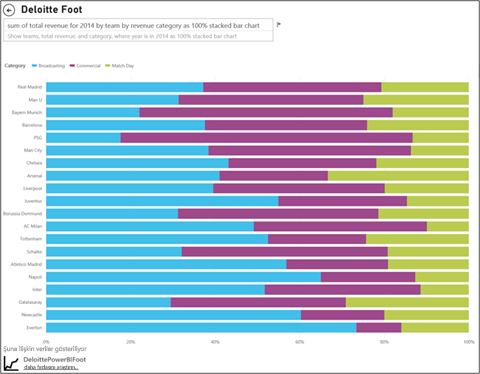 Deloitte Foot
sum of total revenue for 2014 by team by revenue category as 100% stacked bar chart
Show teams, total revenue, and category, where year is in 2014 as 100% stacked bar chart
Category Broadcasting Commercial Match Day
Real Madrid
Man U
Bayern Munich
Barcelona
PSG
Man City
Chelsea
Arsenal
Liverpool
Juventus
Borussia Dortmund
AC Milan
Tottenham
Schalke
Atletico Madrid
Napoli
Inter
Galatasaray
Newcastle
Everton
0% 20% 40% 60% 80% 100%
Şuna ilişkin veriler gösteriliyor
DeloittePowerBIFoot
daha fazlasını araştırın...